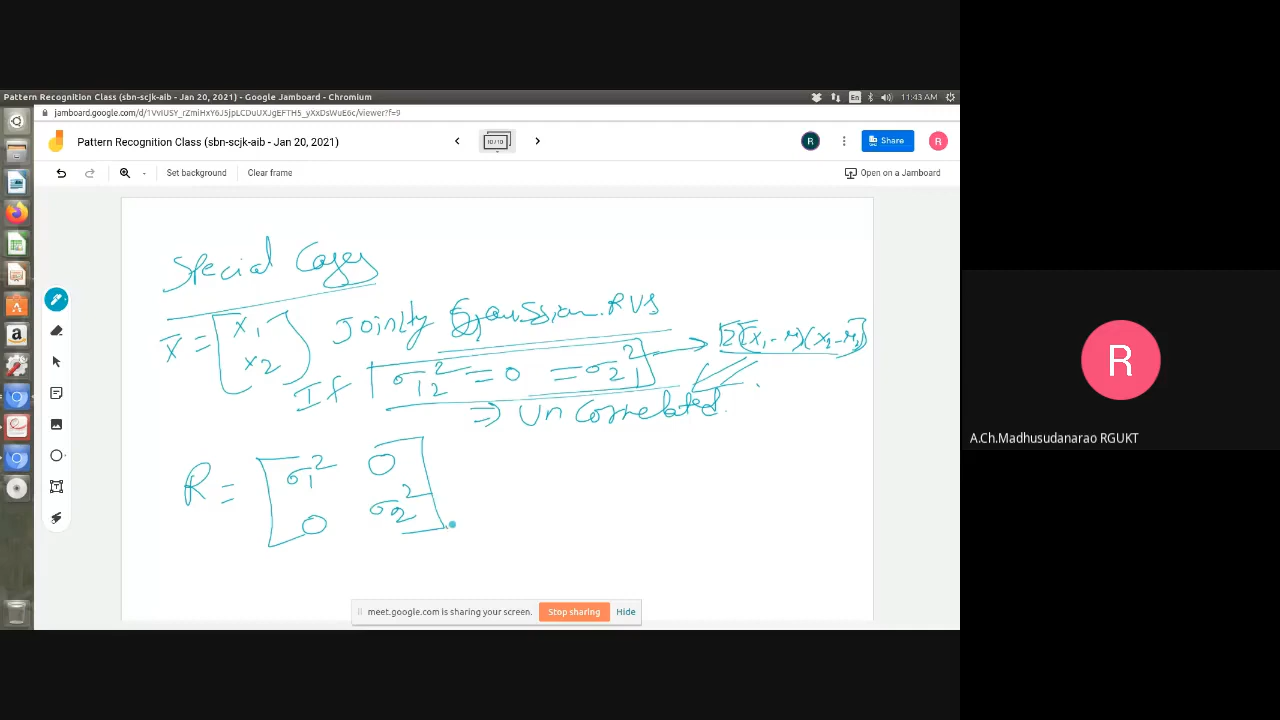 Pattern Recognition Class (sbn-scjk-aib - Jan 20, 2021) - Google Jamboard - Chromium
En
11:43 AM
Pattern Recognition Class (sbn-scjk-aib - Jan 20, 2021)
10/10
R
Share
R
Set background
Clear frame
Open on a Jamboard
Special Cases
X̄ = [x₁ x₂] Jointly Gaussian RVs
If σ₁₂² = 0 = σ₂₁² → E[(x₁-μ₁)(x₂-μ₂)]
⇒ Un Correlated.
R = [σ₁² 0
0 σ₂²]
meet.google.com is sharing your screen.
Stop sharing
Hide
R
A.Ch.Madhusudanarao RGUKT